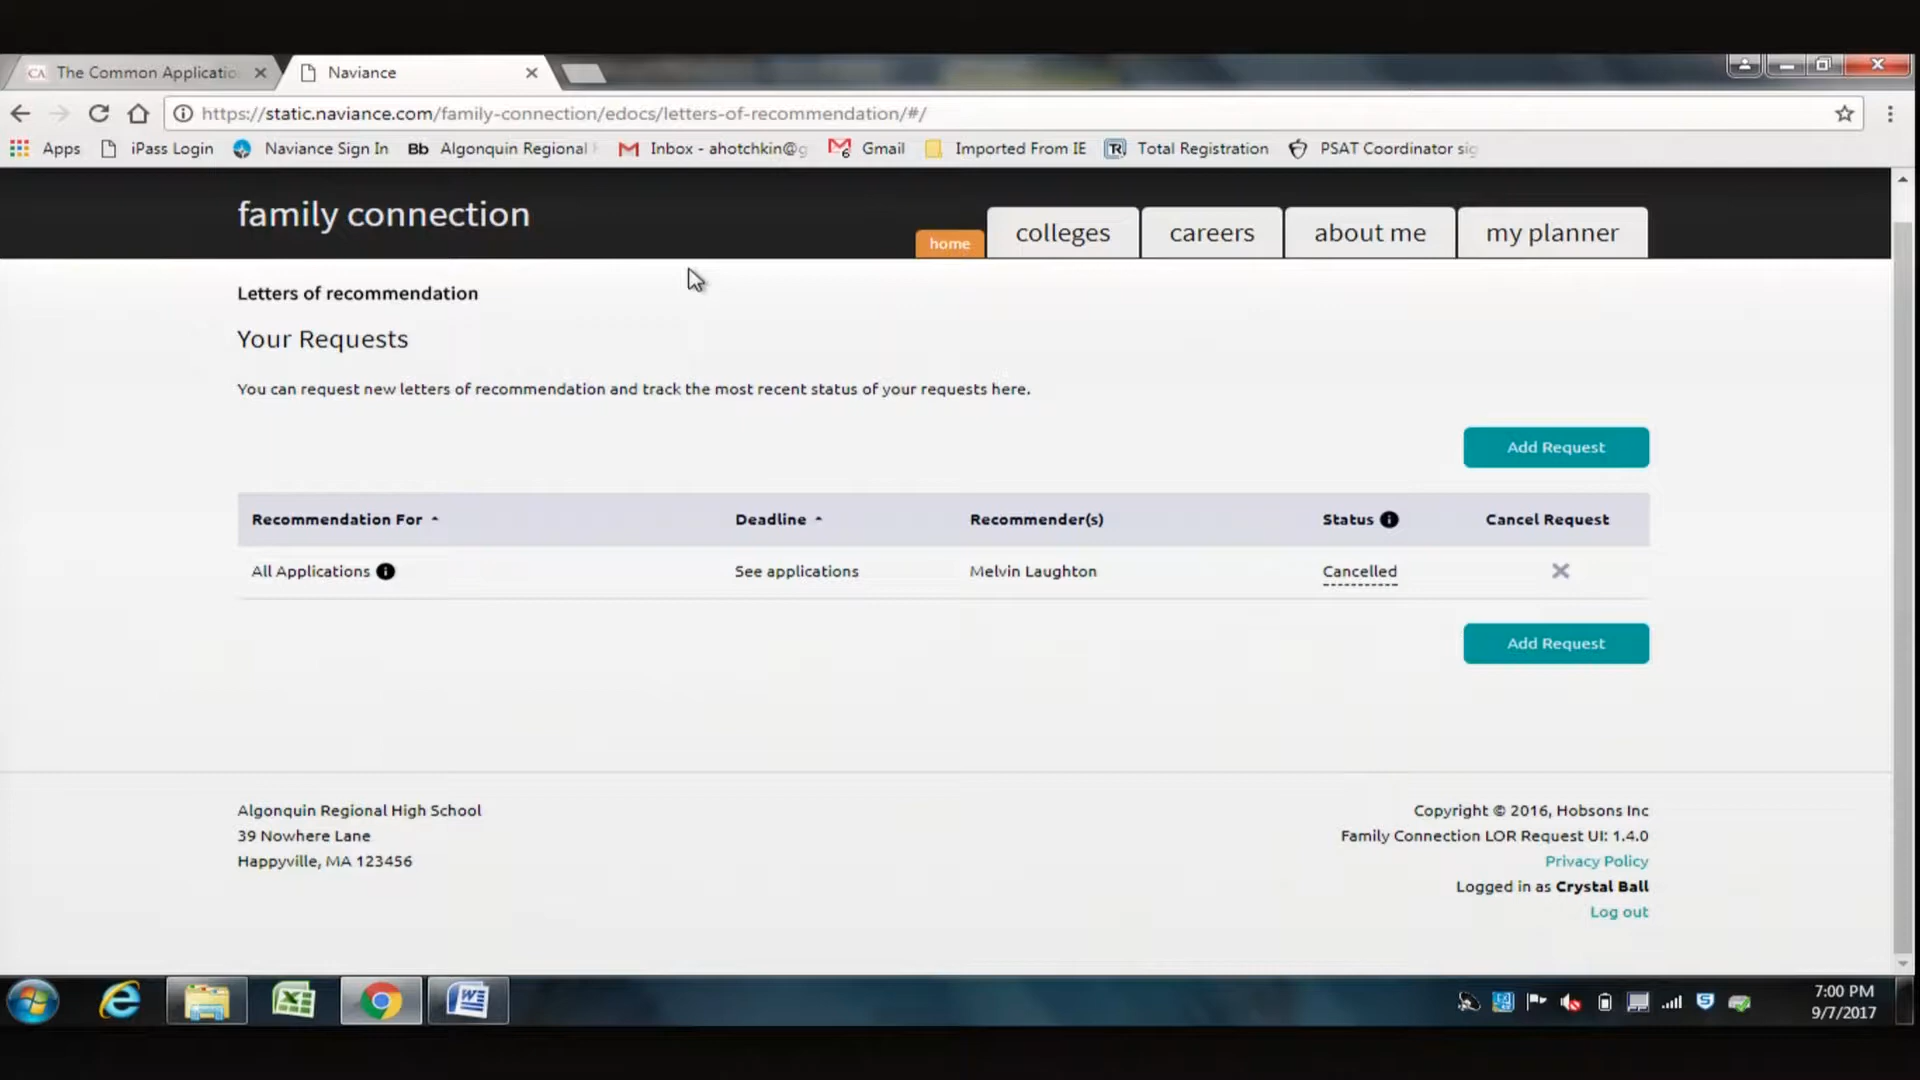 CA The Common Applicatio
Naviance
https://static.naviance.com/family-connection/edocs/letters-of-recommendation/#/
Apps iPass Login Naviance Sign In Bb Algonquin Regional Inbox - ahotchkin@g Gmail Imported From IE TR Total Registration PSAT Coordinator sig
family connection
home colleges careers about me my planner
Letters of recommendation
Your Requests
You can request new letters of recommendation and track the most recent status of your requests here.
Add Request
Recommendation For Deadline Recommender(s) Status Cancel Request
All Applications See applications Melvin Laughton Cancelled
Add Request
Algonquin Regional High School
39 Nowhere Lane
Happyville, MA 123456
Copyright © 2016, Hobsons Inc
Family Connection LOR Request UI: 1.4.0
Privacy Policy
Logged in as Crystal Ball
Log out
7:00 PM
9/7/2017